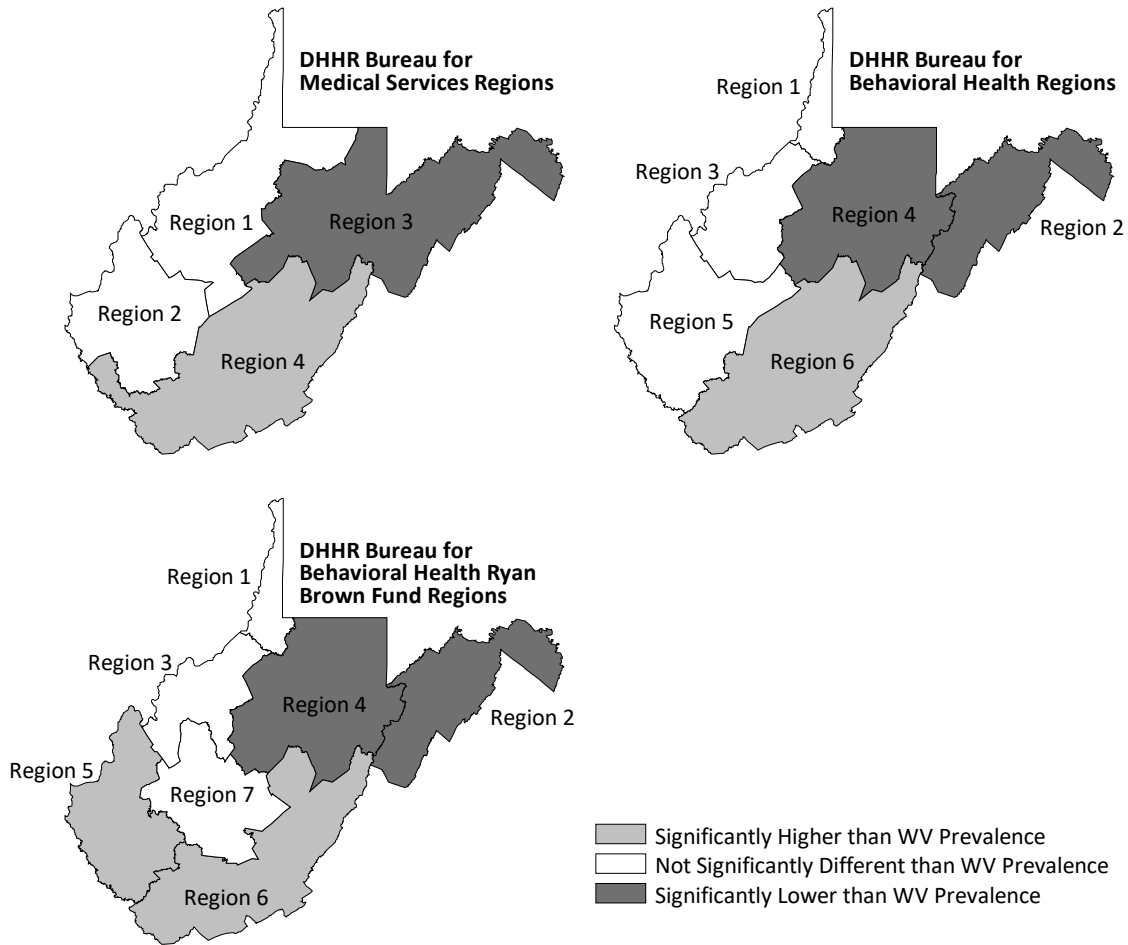 DHHR Bureau for
Medical Services Regions
Region 1
Region 3
Region 2
Region 4
DHHR Bureau for
Behavioral Health Regions
Region 1
Region 3
Region 4
Region 2
Region 5
Region 6
DHHR Bureau for
Behavioral Health Ryan
Brown Fund Regions
Region 1
Region 3
Region 4
Region 2
Region 5
Region 7
Region 6
Significantly Higher than WV Prevalence
Not Significantly Different than WV Prevalence
Significantly Lower than WV Prevalence